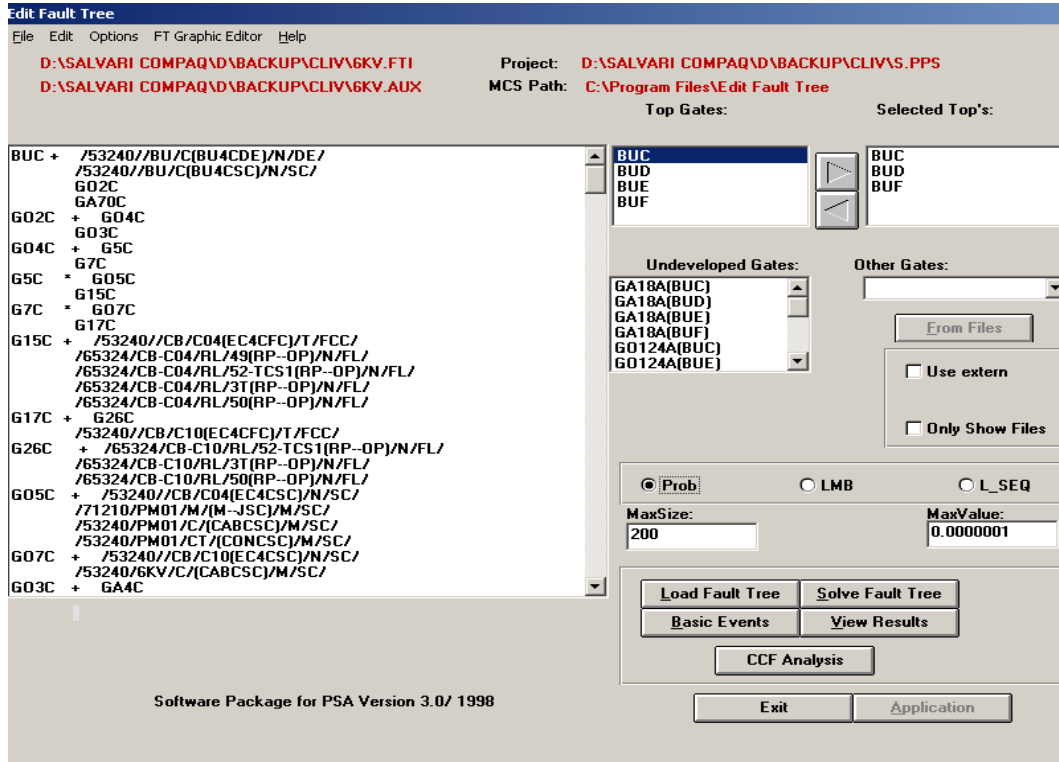 Edit Fault Tree
File Edit Options FT Graphic Editor Help
D:\SALVARI COMPAQ\D\BACKUP\CLIV\6KV.FTI
Project: D:\SALVARI COMPAQ\D\BACKUP\CLIV\S.PPS
D:\SALVARI COMPAQ\D\BACKUP\CLIV\6KV.AUX
MCS Path: C:\Program Files\Edit Fault Tree
Top Gates:
Selected Top's:
BUC + /53240//BU/C(BU4CDE)/N/DE/
/53240//BU/C(BU4CSC)/N/SC/
GO2C
GA70C
GO2C + GO4C
GO3C
GO4C + G5C
G7C
G5C * GO5C
G15C
G7C * GO7C
G17C
G15C + /53240//CB/C04(EC4CFC)/T/FCC/
/65324/CB-C04/RL/49(RP--OP)/N/FL/
/65324/CB-C04/RL/52-TCS1(RP--OP)/N/FL/
/65324/CB-C04/RL/3T(RP--OP)/N/FL/
/65324/CB-C04/RL/50(RP--OP)/N/FL/
G17C + G26C
/53240//CB/C10(EC4CFC)/T/FCC/
G26C + /65324/CB-C10/RL/52-TCS1(RP--OP)/N/FL/
/65324/CB-C10/RL/3T(RP--OP)/N/FL/
/65324/CB-C10/RL/50(RP--OP)/N/FL/
GO5C + /53240//CB/C04(EC4CSC)/N/SC/
/71210/PM01/M/(M--JSC)/M/SC/
/53240/PM01/C/(CABCSC)/M/SC/
/53240/PM01/CT/(CONCSC)/M/SC/
GO7C + /53240//CB/C10(EC4CSC)/N/SC/
/53240/6KV/C/(CABCSC)/M/SC/
GO3C + GA4C
BUC
BUD
BUE
BUF
BUC
BUD
BUF
Undeveloped Gates:
Other Gates:
GA18A(BUC)
GA18A(BUD)
GA18A(BUE)
GA18A(BUF)
GO124A(BUC)
GO124A(BUE)
From Files
Use extern
Only Show Files
Prob LMB L_SEQ
MaxSize:
MaxValue:
200
0.0000001
Load Fault Tree
Solve Fault Tree
Basic Events
View Results
CCF Analysis
Software Package for PSA Version 3.0/ 1998
Exit
Application